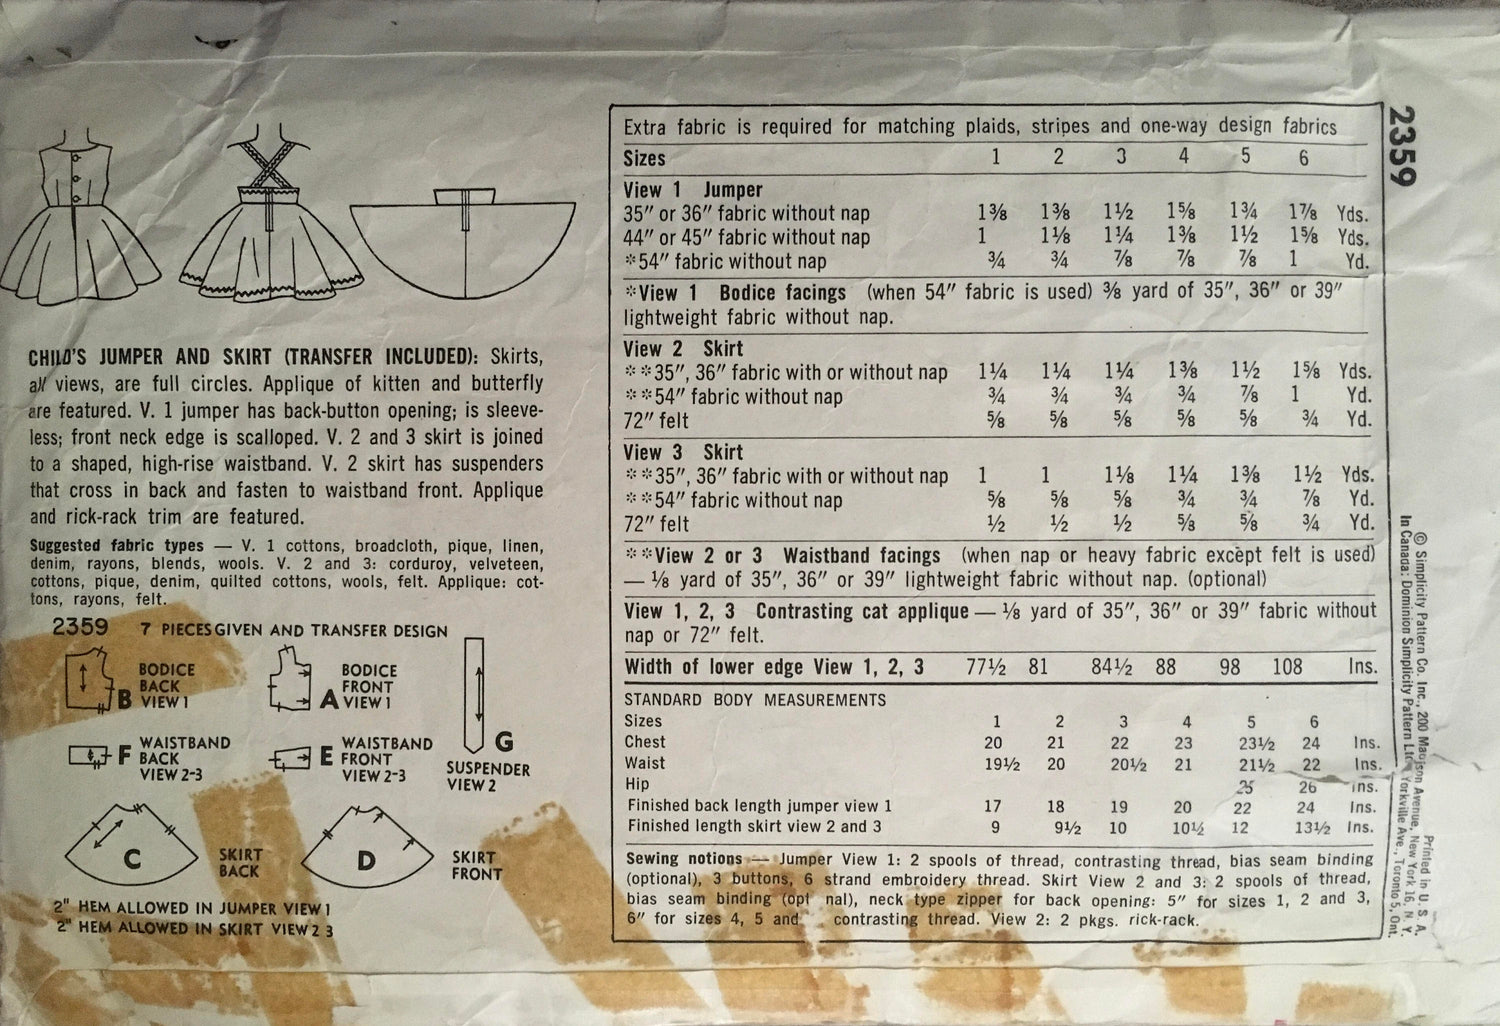 CHILD'S JUMPER AND SKIRT (TRANSFER INCLUDED): Skirts,
all views, are full circles. Applique of kitten and butterfly
are featured. V. 1 jumper has back-button opening; is sleeve-
less; front neck edge is scalloped. V. 2 and 3 skirt is joined
to a shaped, high-rise waistband. V. 2 skirt has suspenders
that cross in back and fasten to waistband front. Applique
and rick-rack trim are featured.
Suggested fabric types — V. 1 cottons, broadcloth, pique, linen,
denim, rayons, blends, wools. V. 2 and 3: corduroy, velveteen,
cottons, pique, denim, quilted cottons, wools, felt. Applique: cot-
tons, rayons, felt.
2359 7 PIECES GIVEN AND TRANSFER DESIGN
B BODICE BACK VIEW 1
A BODICE FRONT VIEW 1
G SUSPENDER VIEW 2
F WAISTBAND BACK VIEW 2-3
E WAISTBAND FRONT VIEW 2-3
C SKIRT BACK
D SKIRT FRONT
2" HEM ALLOWED IN JUMPER VIEW 1
2" HEM ALLOWED IN SKIRT VIEW 2 3
Extra fabric is required for matching plaids, stripes and one-way design fabrics
Sizes 1 2 3 4 5 6
View 1 Jumper
35" or 36" fabric without nap 1⅜ 1⅜ 1½ 1⅝ 1¾ 1⅞ Yds.
44" or 45" fabric without nap 1 1⅛ 1¼ 1⅜ 1½ 1⅝ Yds.
*54" fabric without nap ¾ ¾ ⅞ ⅞ ⅞ 1 Yd.
*View 1 Bodice facings (when 54" fabric is used) ⅜ yard of 35", 36" or 39"
lightweight fabric without nap.
View 2 Skirt
**35", 36" fabric with or without nap 1¼ 1¼ 1¼ 1⅜ 1½ 1⅝ Yds.
**54" fabric without nap ¾ ¾ ¾ ¾ ⅞ 1 Yd.
72" felt ⅝ ⅝ ⅝ ⅝ ⅝ ¾ Yd.
View 3 Skirt
**35", 36" fabric with or without nap 1 1 1⅛ 1¼ 1⅜ 1½ Yds.
**54" fabric without nap ⅝ ⅝ ⅝ ¾ ¾ ⅞ Yd.
72" felt ½ ½ ½ ⅝ ⅝ ¾ Yd.
**View 2 or 3 Waistband facings (when nap or heavy fabric except felt is used)
— ⅛ yard of 35", 36" or 39" lightweight fabric without nap. (optional)
View 1, 2, 3 Contrasting cat applique — ⅛ yard of 35", 36" or 39" fabric without
nap or 72" felt.
Width of lower edge View 1, 2, 3 77½ 81 84½ 88 98 108 Ins.
STANDARD BODY MEASUREMENTS
Sizes 1 2 3 4 5 6
Chest 20 21 22 23 23½ 24 Ins.
Waist 19½ 20 20½ 21 21½ 22 Ins.
Hip 25 26 Ins.
Finished back length jumper view 1 17 18 19 20 22 24 Ins.
Finished length skirt view 2 and 3 9 9½ 10 10½ 12 13½ Ins.
Sewing notions — Jumper View 1: 2 spools of thread, contrasting thread, bias seam binding
(optional), 3 buttons, 6 strand embroidery thread. Skirt View 2 and 3: 2 spools of thread,
bias seam binding (opt nal), neck type zipper for back opening: 5" for sizes 1, 2 and 3,
6" for sizes 4, 5 and contrasting thread. View 2: 2 pkgs. rick-rack.
2359
© Simplicity Pattern Co. Inc., 200 Madison Avenue, New York 16, N. Y.
In Canada: Dominion Simplicity Pattern Ltd., Yorkville Ave., Toronto 5, Ont.
Printed in U. S. A.